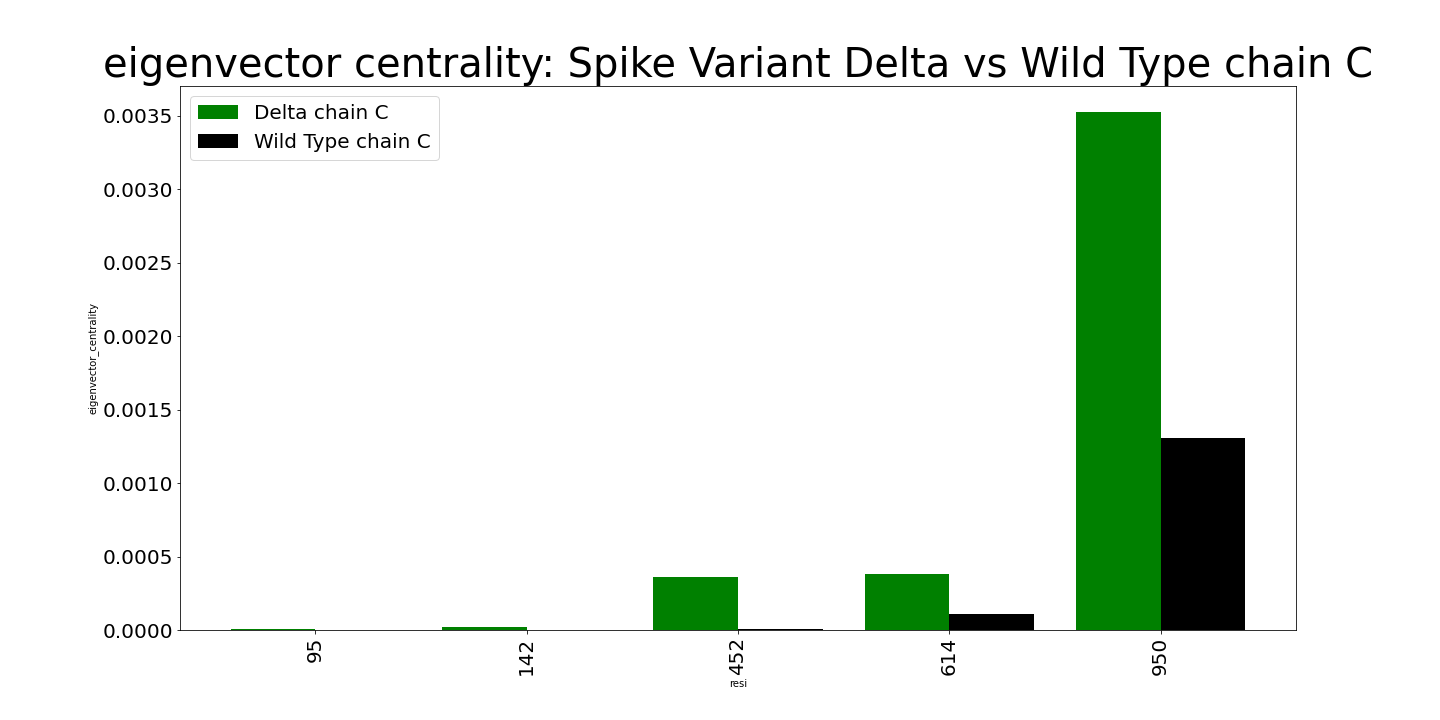 eigenvector centrality: Spike Variant Delta vs Wild Type chain C
Delta chain C
Wild Type chain C
0.0035
0.0030
0.0025
0.0020
0.0015
0.0010
0.0005
0.0000
eigenvector_centrality
95
142
452
614
950
resi